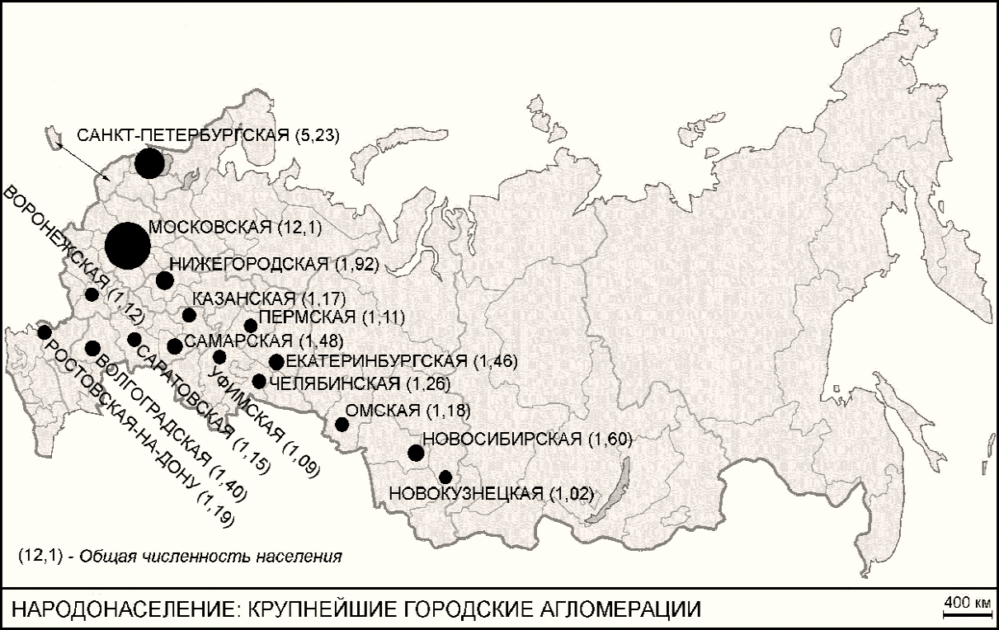 САНКТ-ПЕТЕРБУРГСКАЯ (5,23)
ВОРОНЕЖСКАЯ (1,12)
МОСКОВСКАЯ (12,1)
НИЖЕГОРОДСКАЯ (1,92)
КАЗАНСКАЯ (1,17)
ПЕРМСКАЯ (1,11)
САМАРСКАЯ (1,48)
ЕКАТЕРИНБУРГСКАЯ (1,46)
ЧЕЛЯБИНСКАЯ (1,26)
УФИМСКАЯ (1,09)
САРАТОВСКАЯ (1,15)
ВОЛГОГРАДСКАЯ (1,40)
РОСТОВСКАЯ-НА-ДОНУ (1,19)
ОМСКАЯ (1,18)
НОВОСИБИРСКАЯ (1,60)
НОВОКУЗНЕЦКАЯ (1,02)
(12,1) - Общая численность населения
НАРОДОНАСЕЛЕНИЕ: КРУПНЕЙШИЕ ГОРОДСКИЕ АГЛОМЕРАЦИИ
400 км